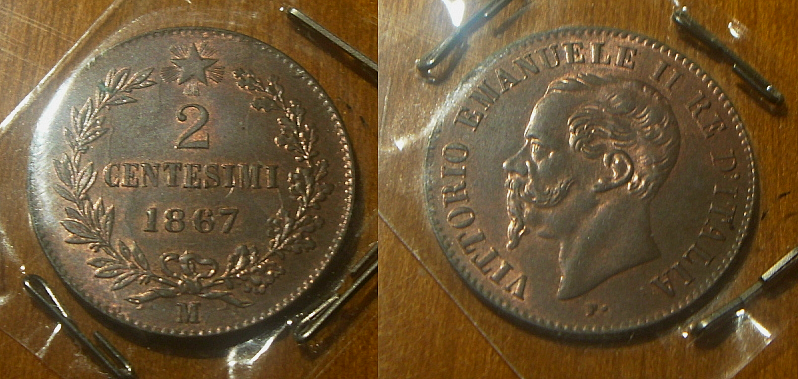 2
CENTESIMI
1867
M
VITTORIO EMANUELE II RE D'ITALIA
F.